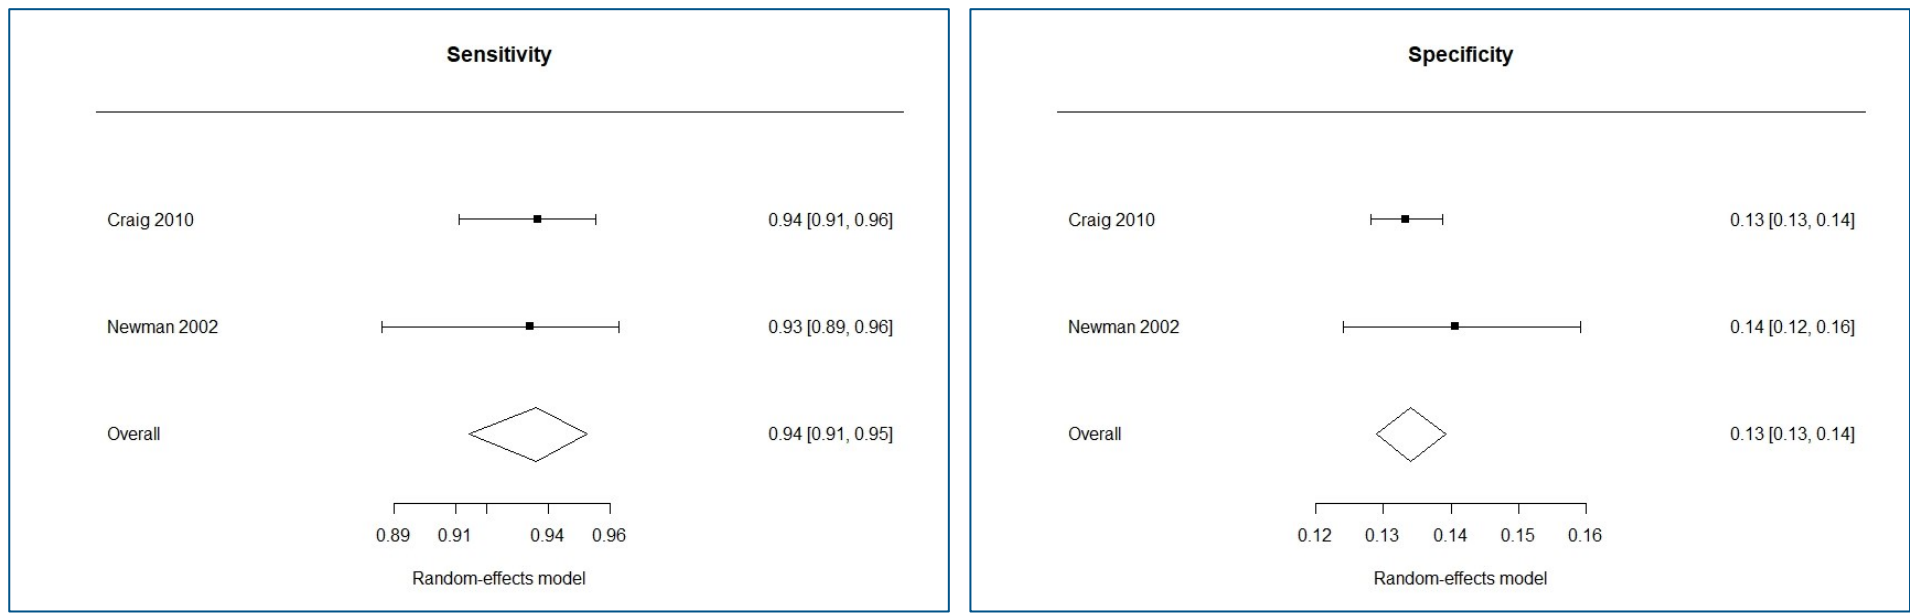 Sensitivity
Craig 2010 0.94 [0.91, 0.96]
Newman 2002 0.93 [0.89, 0.96]
Overall 0.94 [0.91, 0.95]
0.89 0.91 0.94 0.96
Random-effects model
Specificity
Craig 2010 0.13 [0.13, 0.14]
Newman 2002 0.14 [0.12, 0.16]
Overall 0.13 [0.13, 0.14]
0.12 0.13 0.14 0.15 0.16
Random-effects model